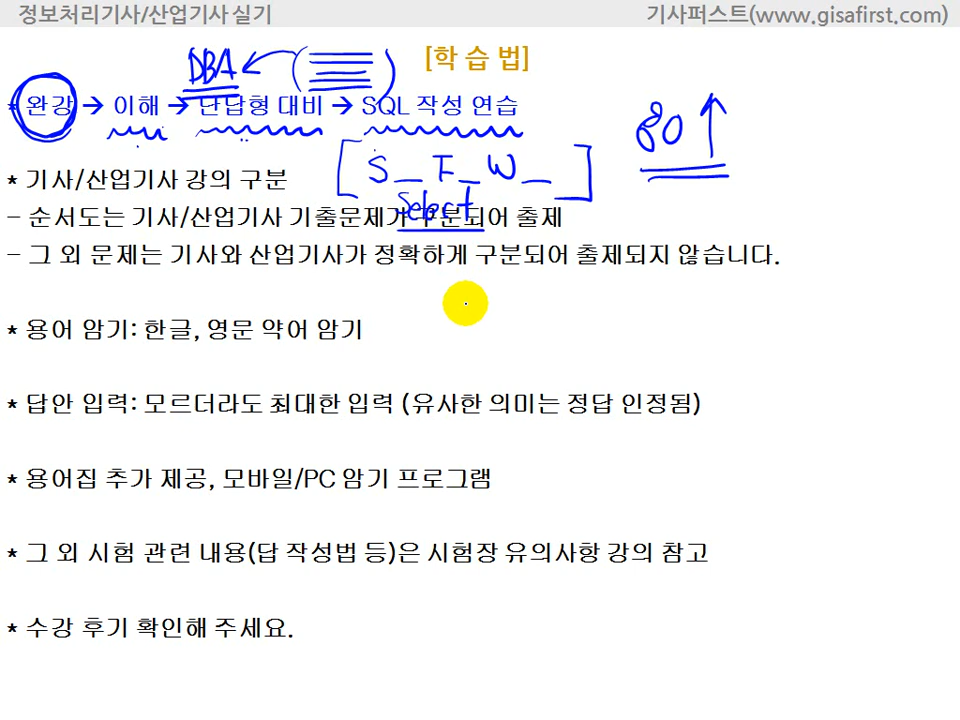 정보처리기사/산업기사 실기
기사퍼스트(www.gisafirst.com)
[학 습 법]
DBA
* 완강 → 이해 → 단답형 대비 → SQL 작성 연습
80 ↑
[ S _ F _ W _ ]
* 기사/산업기사 강의 구분
Select
- 순서도는 기사/산업기사 기출문제가 구분되어 출제
- 그 외 문제는 기사와 산업기사가 정확하게 구분되어 출제되지 않습니다.
* 용어 암기: 한글, 영문 약어 암기
* 답안 입력: 모르더라도 최대한 입력 (유사한 의미는 정답 인정됨)
* 용어집 추가 제공, 모바일/PC 암기 프로그램
* 그 외 시험 관련 내용(답 작성법 등)은 시험장 유의사항 강의 참고
* 수강 후기 확인해 주세요.